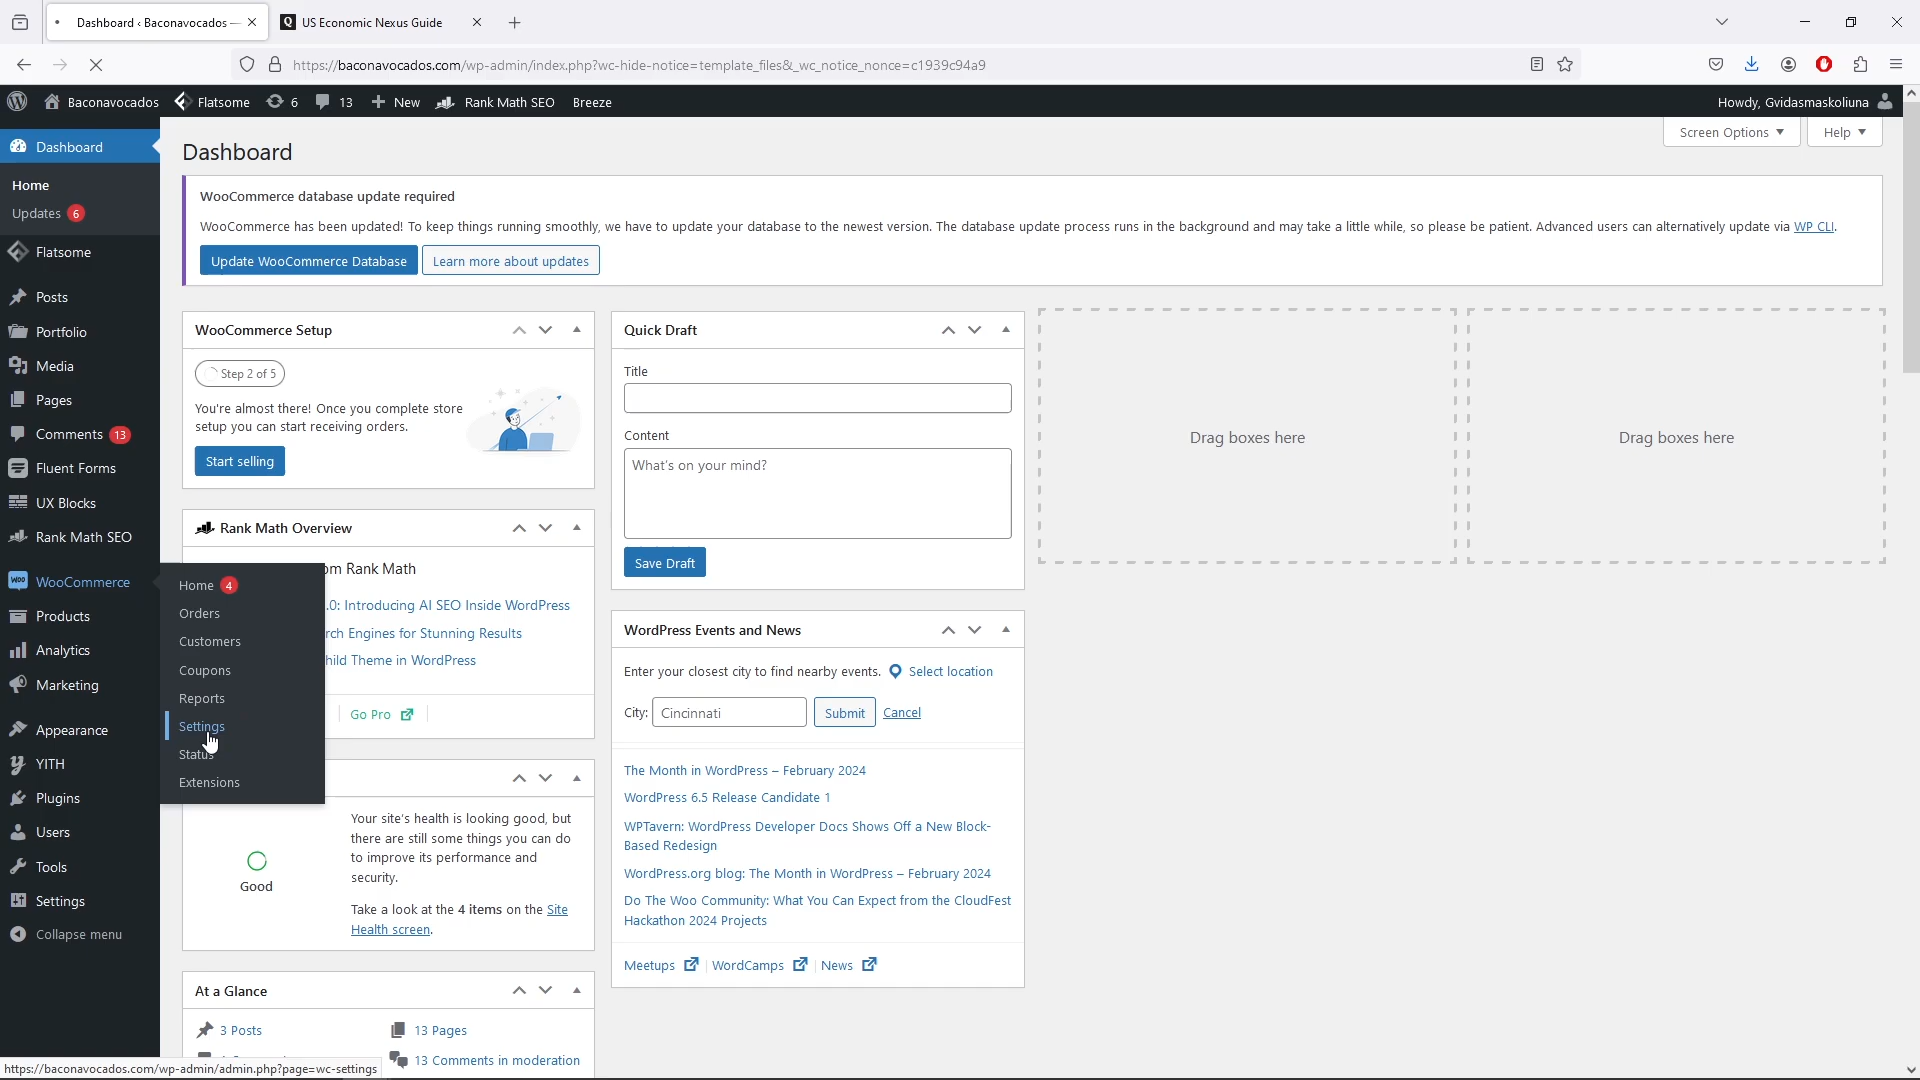 Dashboard ‹ Baconavocados —
US Economic Nexus Guide
https://baconavocados.com/wp-admin/index.php?wc-hide-notice=template_files&_wc_notice_nonce=c1939c94a9
Baconavocados
Flatsome
6
13
New
Rank Math SEO
Breeze
Howdy, Gvidasmaskoliuna
Screen Options
Help
Dashboard
Home
Updates 6
Flatsome
Posts
Portfolio
Media
Pages
Comments 13
Fluent Forms
UX Blocks
Rank Math SEO
WooCommerce
Products
Analytics
Marketing
Appearance
YITH
Plugins
Users
Tools
Settings
Collapse menu
Home 4
Orders
Customers
Coupons
Reports
Settings
Status
Extensions
Dashboard
WooCommerce database update required
WooCommerce has been updated! To keep things running smoothly, we have to update your database to the newest version. The database update process runs in the background and may take a little while, so please be patient. Advanced users can alternatively update via WP CLI.
Update WooCommerce Database
Learn more about updates
WooCommerce Setup
Step 2 of 5
You're almost there! Once you complete store
setup you can start receiving orders.
Start selling
Rank Math Overview
om Rank Math
.0: Introducing AI SEO Inside WordPress
rch Engines for Stunning Results
hild Theme in WordPress
Go Pro
Good
Your site's health is looking good, but
there are still some things you can do
to improve its performance and
security.
Take a look at the 4 items on the Site
Health screen.
At a Glance
3 Posts
13 Pages
13 Comments in moderation
Quick Draft
Title
Content
What's on your mind?
Save Draft
WordPress Events and News
Enter your closest city to find nearby events.
Select location
City:
Cincinnati
Submit
Cancel
The Month in WordPress – February 2024
WordPress 6.5 Release Candidate 1
WPTavern: WordPress Developer Docs Shows Off a New Block-
Based Redesign
WordPress.org blog: The Month in WordPress – February 2024
Do The Woo Community: What You Can Expect from the CloudFest
Hackathon 2024 Projects
Meetups
WordCamps
News
Drag boxes here
Drag boxes here
https://baconavocados.com/wp-admin/admin.php?page=wc-settings